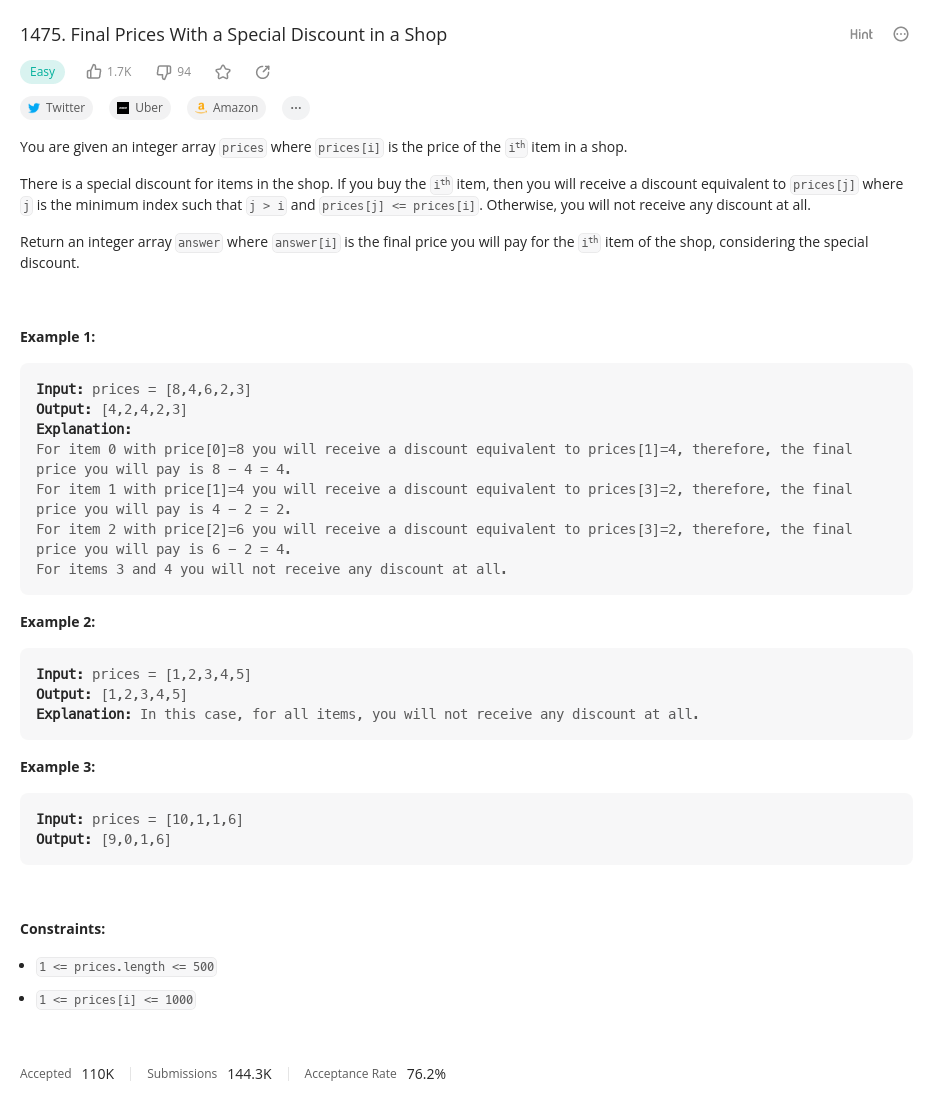 1475. Final Prices With a Special Discount in a Shop
Hint
Easy
1.7K
94
Twitter
Uber
Amazon
You are given an integer array prices where prices[i] is the price of the ith item in a shop.
There is a special discount for items in the shop. If you buy the ith item, then you will receive a discount equivalent to prices[j] where
j is the minimum index such that j > i and prices[j] <= prices[i]. Otherwise, you will not receive any discount at all.
Return an integer array answer where answer[i] is the final price you will pay for the ith item of the shop, considering the special
discount.
Example 1:
Input: prices = [8,4,6,2,3]
Output: [4,2,4,2,3]
Explanation:
For item 0 with price[0]=8 you will receive a discount equivalent to prices[1]=4, therefore, the final
price you will pay is 8 - 4 = 4.
For item 1 with price[1]=4 you will receive a discount equivalent to prices[3]=2, therefore, the final
price you will pay is 4 - 2 = 2.
For item 2 with price[2]=6 you will receive a discount equivalent to prices[3]=2, therefore, the final
price you will pay is 6 - 2 = 4.
For items 3 and 4 you will not receive any discount at all.
Example 2:
Input: prices = [1,2,3,4,5]
Output: [1,2,3,4,5]
Explanation: In this case, for all items, you will not receive any discount at all.
Example 3:
Input: prices = [10,1,1,6]
Output: [9,0,1,6]
Constraints:
1 <= prices.length <= 500
1 <= prices[i] <= 1000
Accepted 110K Submissions 144.3K Acceptance Rate 76.2%